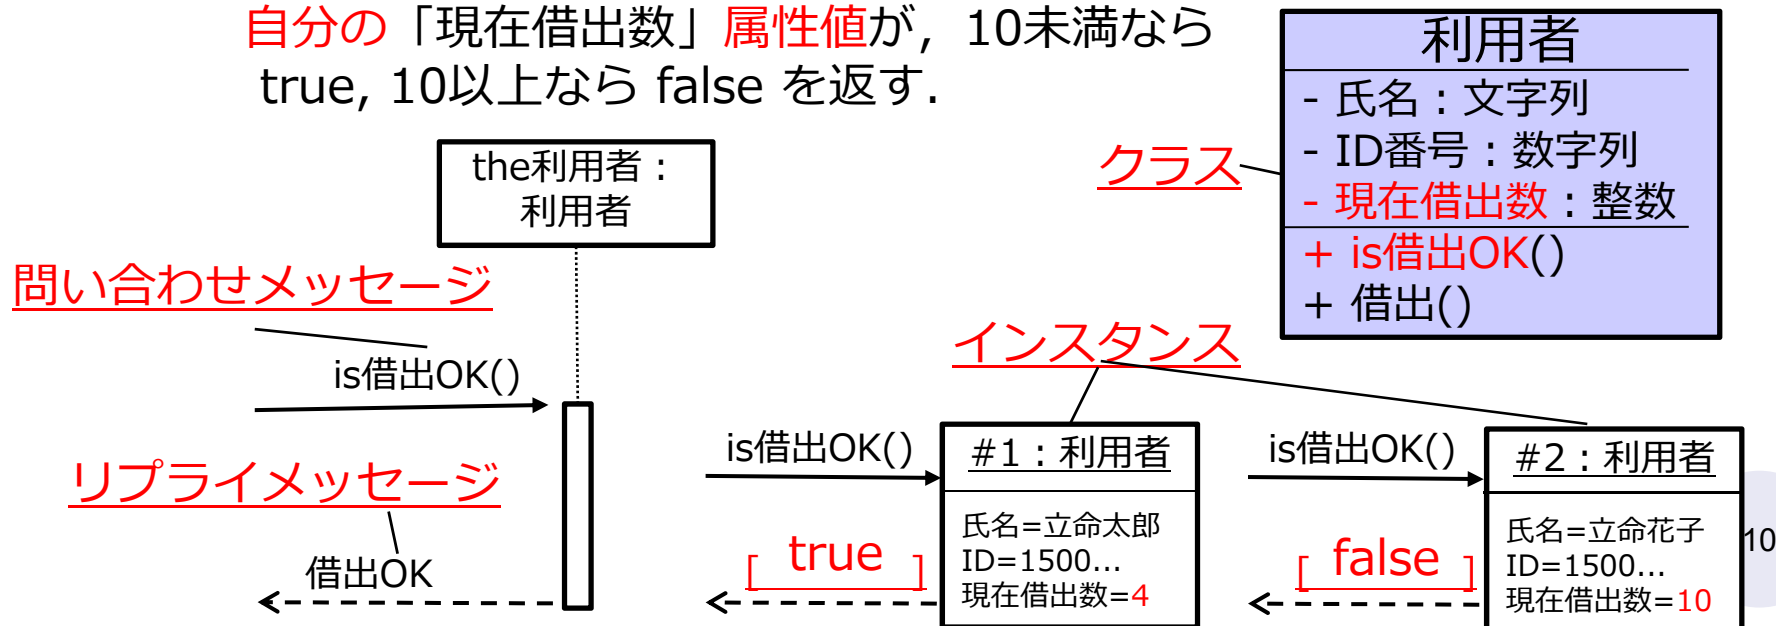 自分の「現在借出数」属性値が，10未満なら
true, 10以上なら false を返す.
利用者
- 氏名：文字列
- ID番号：数字列
- 現在借出数：整数
+ is借出OK()
+ 借出()
クラス
the利用者：
利用者
問い合わせメッセージ
is借出OK()
リプライメッセージ
借出OK
インスタンス
is借出OK()
#1：利用者
氏名=立命太郎
ID=1500...
現在借出数=4
[ true ]
is借出OK()
#2：利用者
氏名=立命花子
ID=1500...
現在借出数=10
[ false ]
10